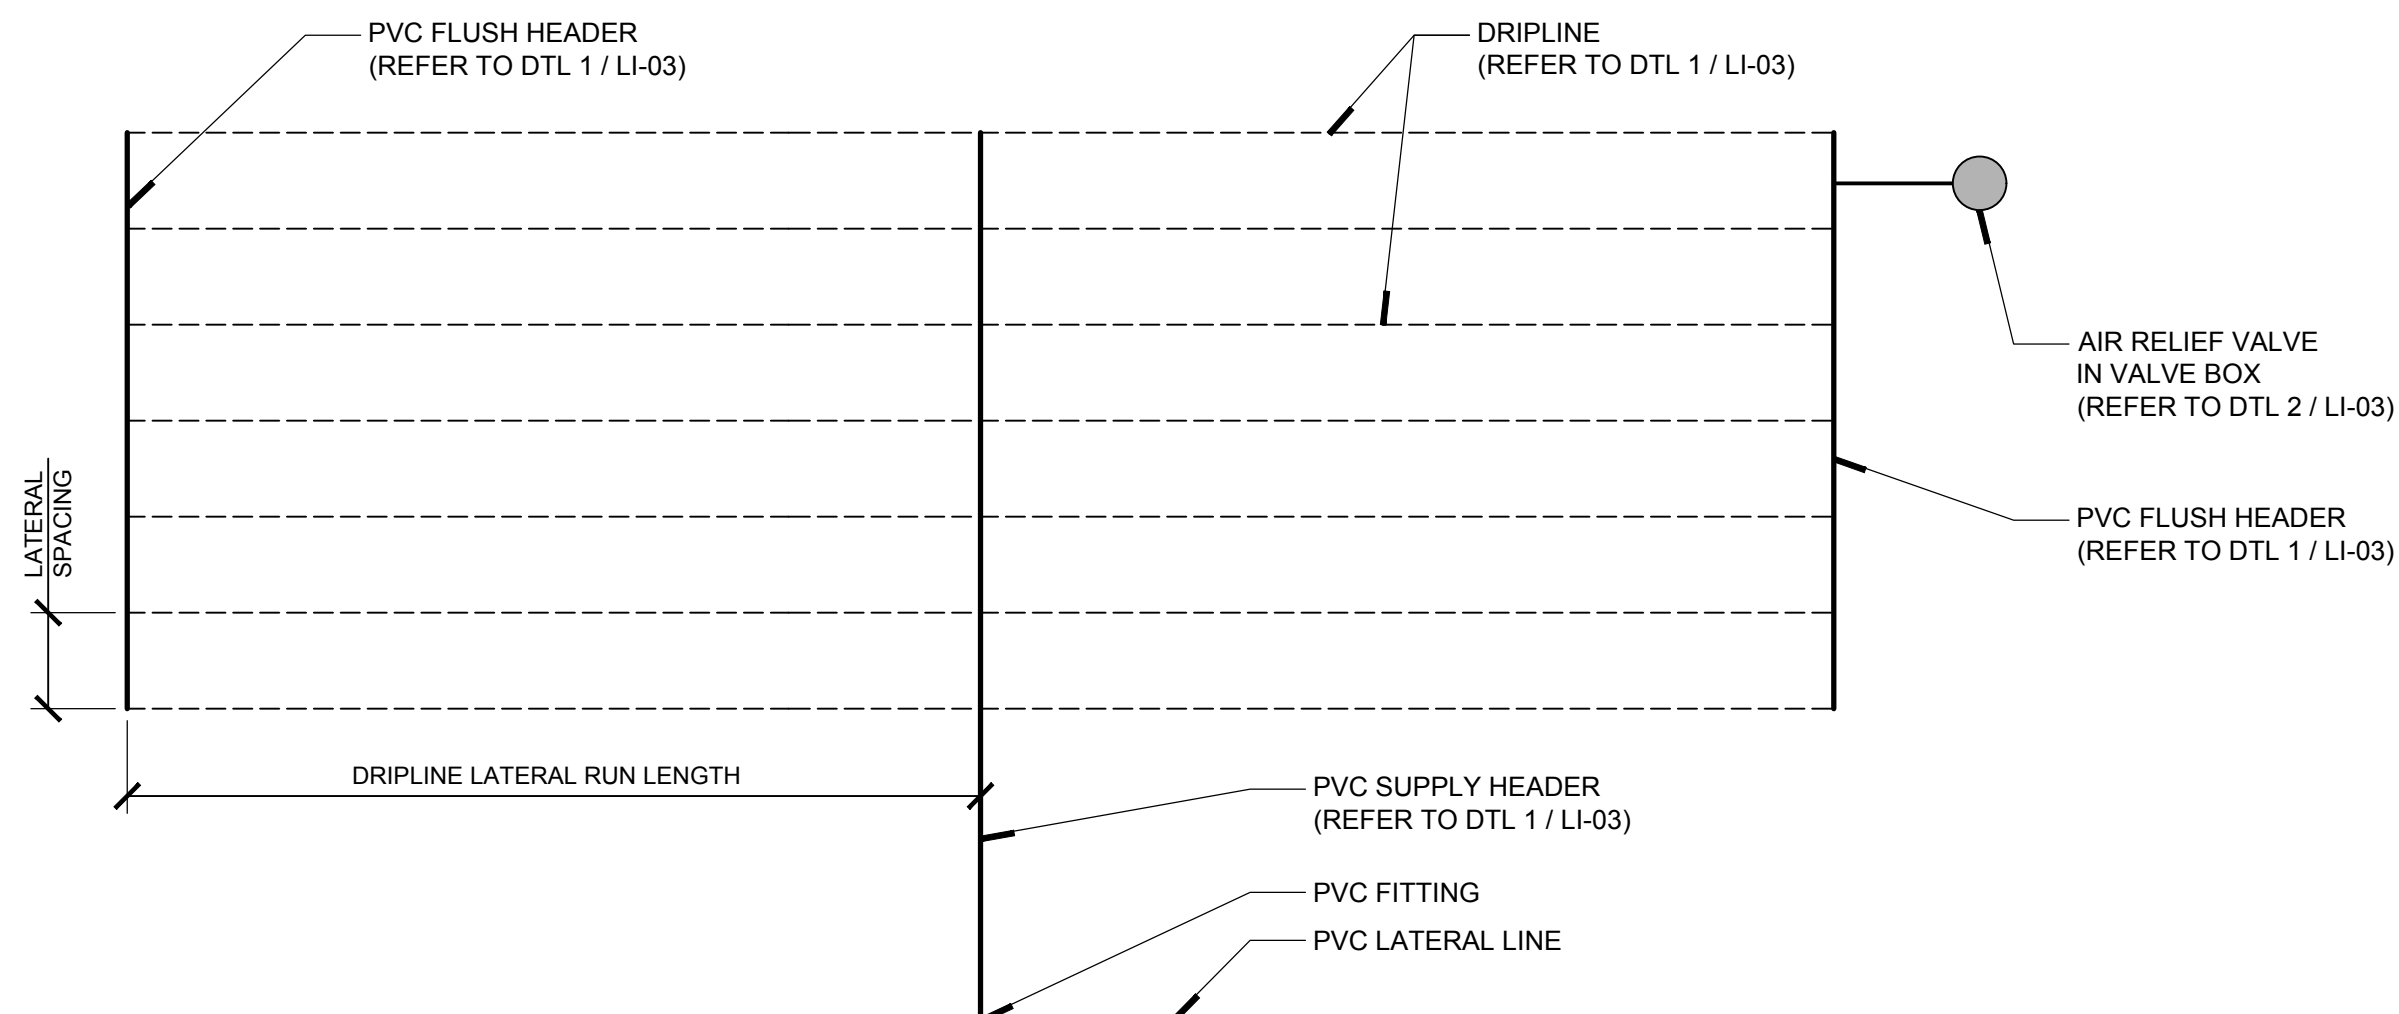 PVC FLUSH HEADER
(REFER TO DTL 1 / LI-03)
DRIPLINE
(REFER TO DTL 1 / LI-03)
AIR RELIEF VALVE
IN VALVE BOX
(REFER TO DTL 2 / LI-03)
LATERAL
SPACING
PVC FLUSH HEADER
(REFER TO DTL 1 / LI-03)
DRIPLINE LATERAL RUN LENGTH
PVC SUPPLY HEADER
(REFER TO DTL 1 / LI-03)
PVC FITTING
PVC LATERAL LINE